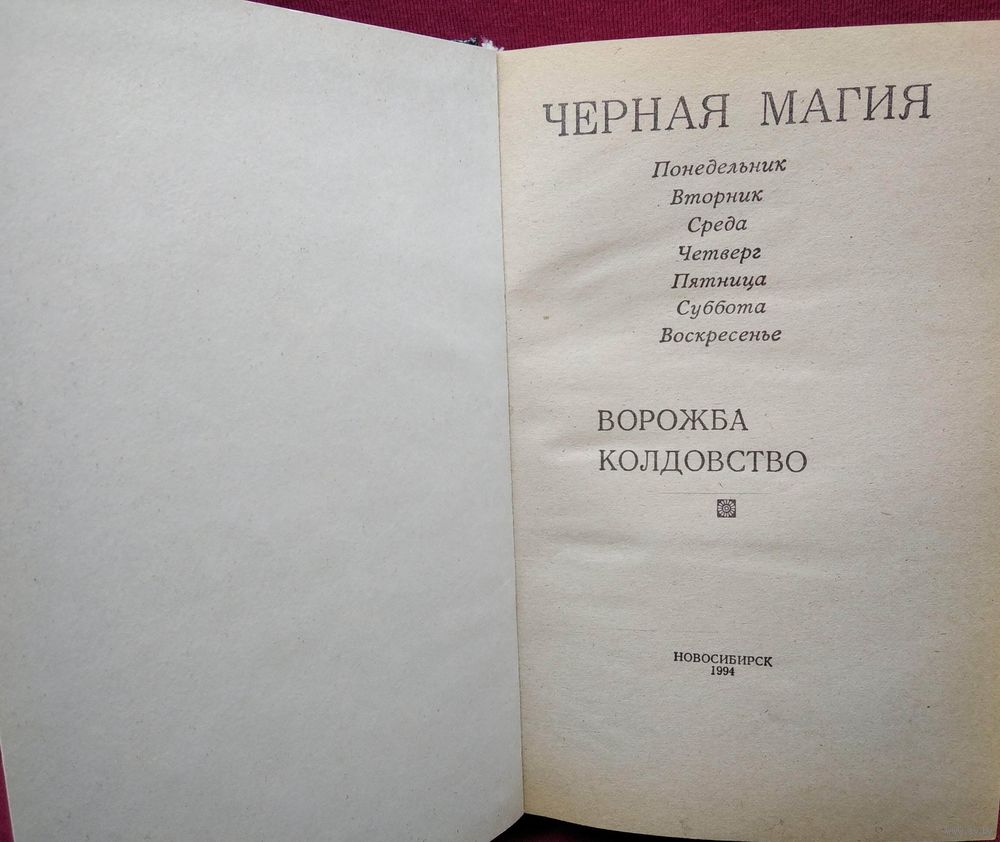 ЧЕРНАЯ МАГИЯ
Понедельник
Вторник
Среда
Четверг
Пятница
Суббота
Воскресенье
ВОРОЖБА
КОЛДОВСТВО
НОВОСИБИРСК
1994